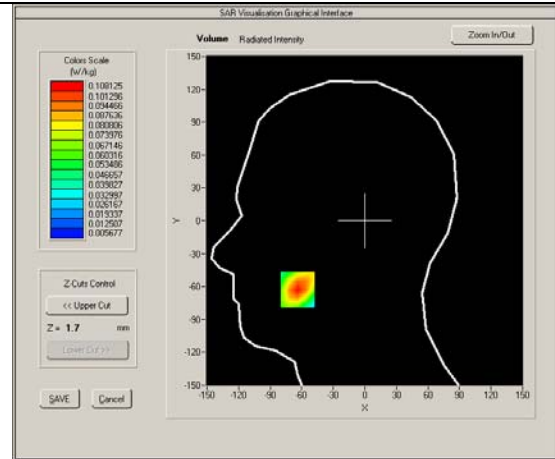 SAR Visualisation Graphical Interface
Volume Radiated Intensity
Zoom In/Out
Colors Scale
(W/kg)
0.108125
0.101296
0.094466
0.087636
0.080806
0.073976
0.067146
0.060316
0.053486
0.046657
0.039827
0.032997
0.026167
0.019337
0.012507
0.005677
Z-Cuts Control
<< Upper Cut
Z = 1.7 mm
Lower Cut >>
SAVE Cancel
150
120
90
60
30
Y 0
-30
-60
-90
-120
-150
-150 -120 -90 -60 -30 0 30 60 90 120 150
X